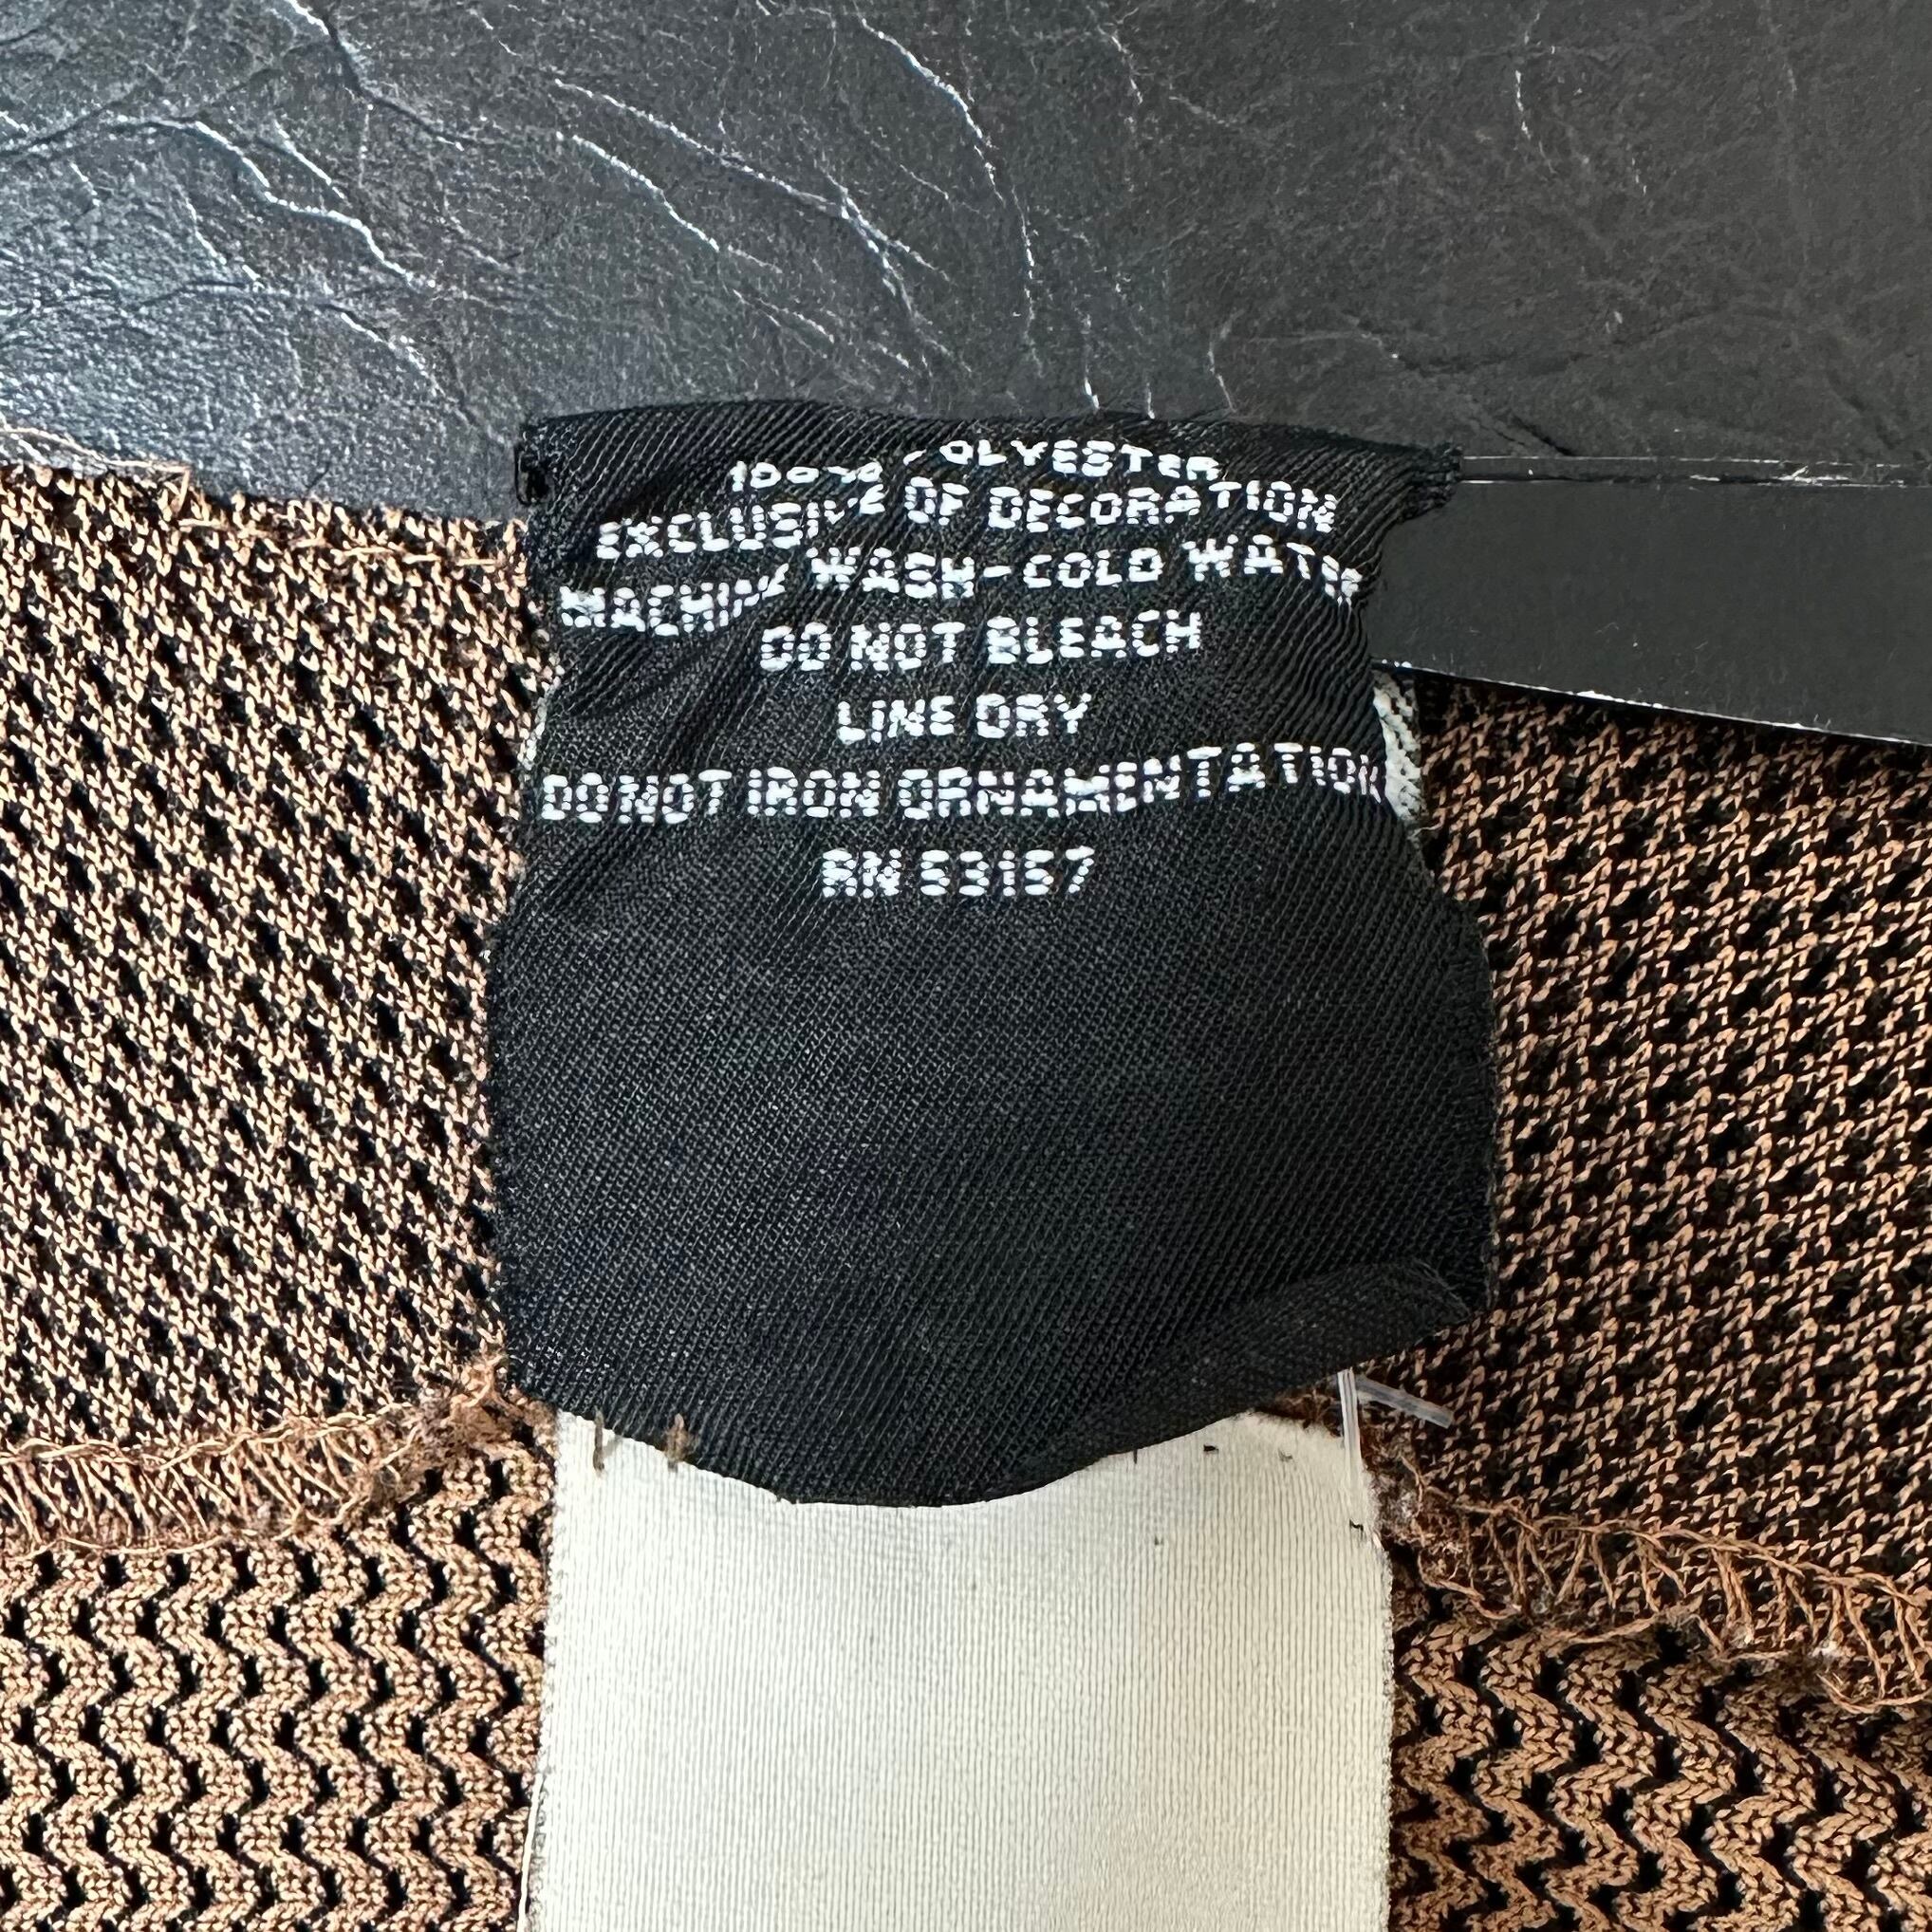 100% POLYESTER
EXCLUSIVE OF DECORATION
MACHINE WASH-COLD WATER
DO NOT BLEACH
LINE DRY
DO NOT IRON ORNAMENTATION
RN 53157